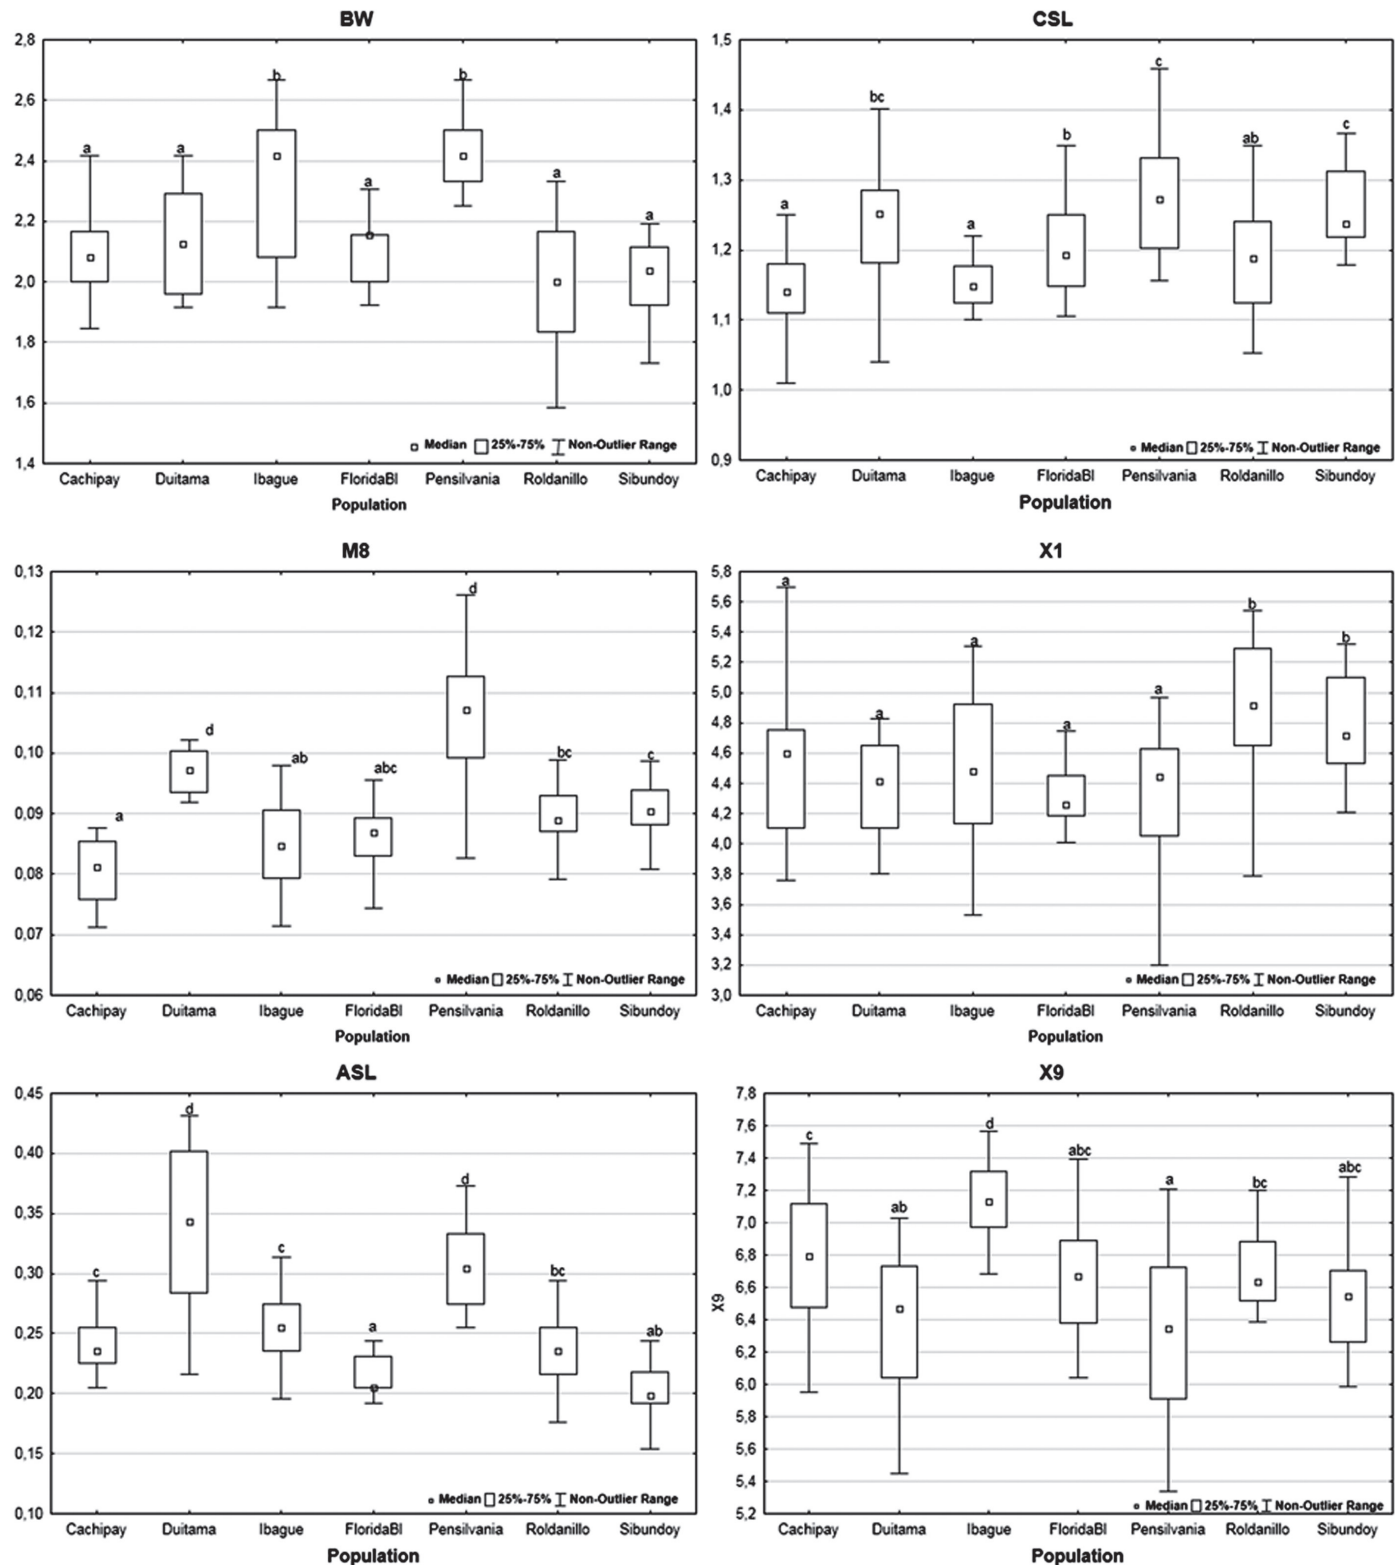 BW
2,8
2,6
2,4
2,2
2,0
1,8
1,6
1,4
a a b a b a a
Median 25%-75% Non-Outlier Range
Cachipay Duitama Ibague FloridaBl Pensilvania Roldanillo Sibundoy
Population
CSL
1,5
1,4
1,3
1,2
1,1
1,0
0,9
a bc a b c ab c
Median 25%-75% Non-Outlier Range
Cachipay Duitama Ibague FloridaBl Pensilvania Roldanillo Sibundoy
Population
M8
0,13
0,12
0,11
0,10
0,09
0,08
0,07
0,06
a d ab abc d bc c
Median 25%-75% Non-Outlier Range
Cachipay Duitama Ibague FloridaBl Pensilvania Roldanillo Sibundoy
Population
X1
5,8
5,6
5,4
5,2
5,0
4,8
4,6
4,4
4,2
4,0
3,8
3,6
3,4
3,2
3,0
a a a a a b b
Median 25%-75% Non-Outlier Range
Cachipay Duitama Ibague FloridaBl Pensilvania Roldanillo Sibundoy
Population
ASL
0,45
0,40
0,35
0,30
0,25
0,20
0,15
0,10
c d c a d bc ab
Median 25%-75% Non-Outlier Range
Cachipay Duitama Ibague FloridaBl Pensilvania Roldanillo Sibundoy
Population
X9
7,8
7,6
7,4
7,2
7,0
6,8
6,6
6,4
6,2
6,0
5,8
5,6
5,4
5,2
X9
c ab d abc a bc abc
Median 25%-75% Non-Outlier Range
Cachipay Duitama Ibague FloridaBl Pensilvania Roldanillo Sibundoy
Population